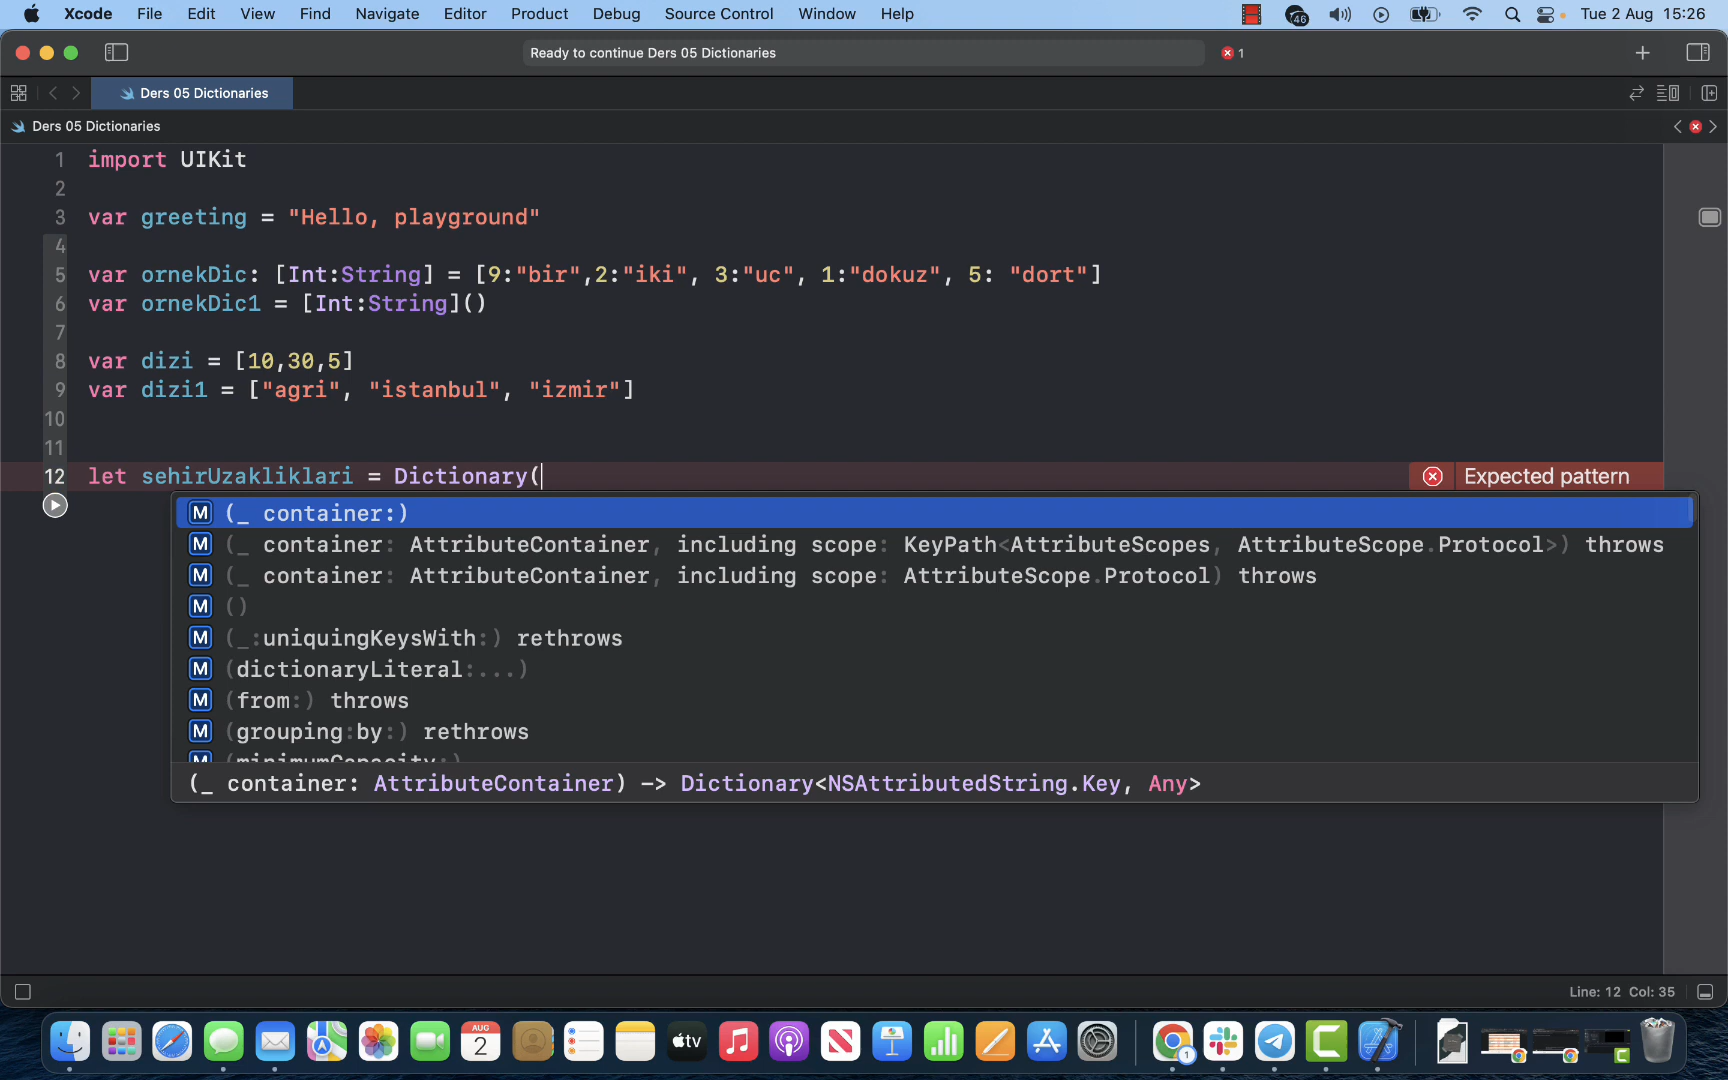 Xcode File Edit View Find Navigate Editor Product Debug Source Control Window Help 46 Tue 2 Aug 15:26
Ready to continue Ders 05 Dictionaries 1
Ders 05 Dictionaries
Ders 05 Dictionaries
1 import UIKit
2
3 var greeting = "Hello, playground"
4
5 var ornekDic: [Int:String] = [9:"bir",2:"iki", 3:"uc", 1:"dokuz", 5: "dort"]
6 var ornekDic1 = [Int:String]()
7
8 var dizi = [10,30,5]
9 var dizi1 = ["agri", "istanbul", "izmir"]
10
11
12 let sehirUzakliklari = Dictionary( Expected pattern
M (_ container:)
M (_ container: AttributeContainer, including scope: KeyPath<AttributeScopes, AttributeScope.Protocol>) throws
M (_ container: AttributeContainer, including scope: AttributeScope.Protocol) throws
M ()
M (_:uniquingKeysWith:) rethrows
M (dictionaryLiteral:...)
M (from:) throws
M (grouping:by:) rethrows
M (minimumCapacity:)
(_ container: AttributeContainer) -> Dictionary<NSAttributedString.Key, Any>
Line: 12 Col: 35
AUG
2
tv
1